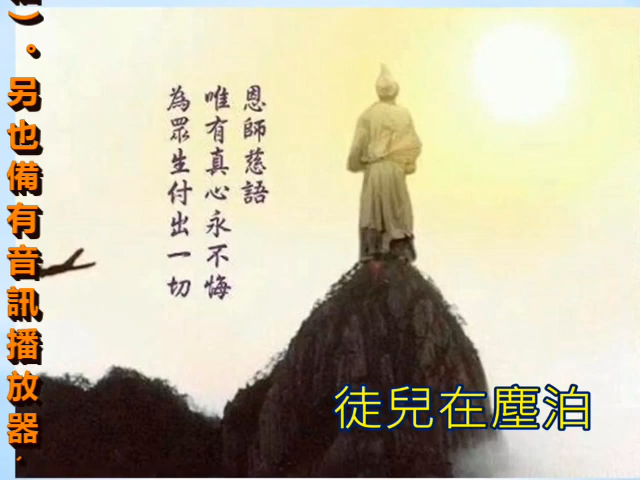 恩師慈語
唯有真心永不悔
為眾生付出一切
）。另也備有音訊播放器
徒兒在塵泊